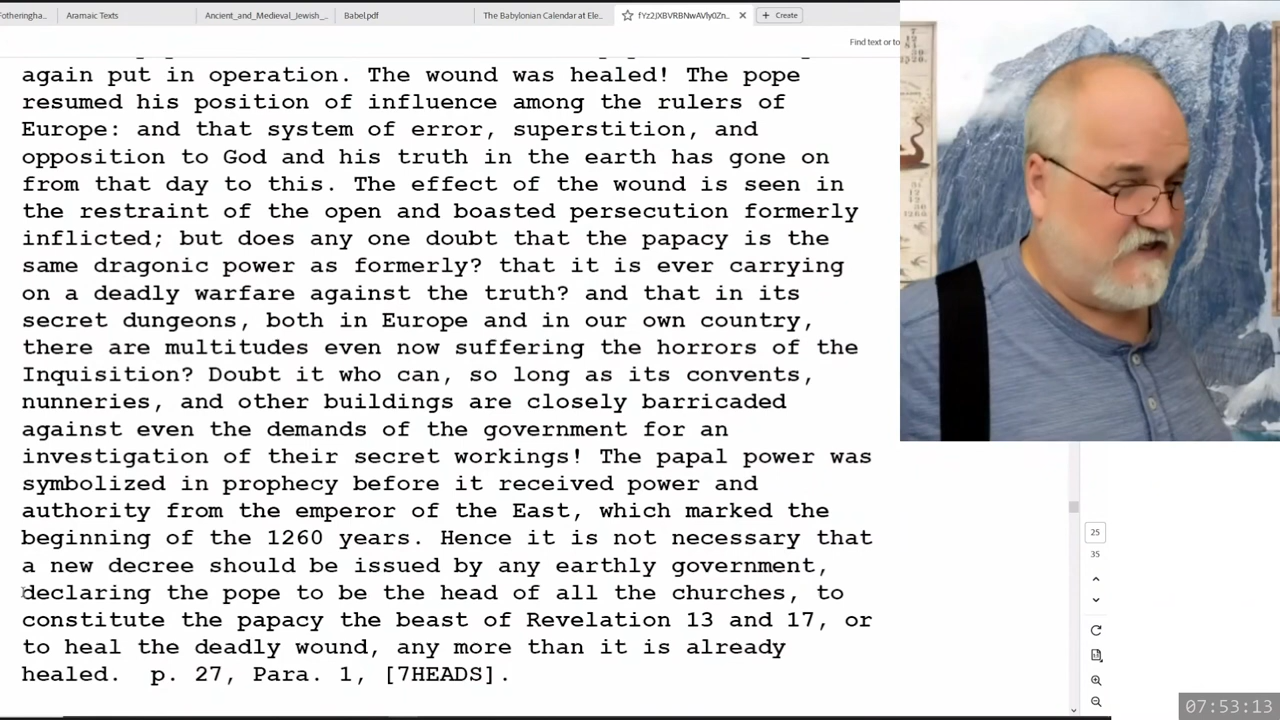 Fotheringha...
Aramaic Texts
Ancient_and_Medieval_Jewish_...
Babel.pdf
The Babylonian Calendar at Ele...
fYz2JXBVRBNwAVly0Zn...
+ Create
Find text or to
again put in operation. The wound was healed! The pope
resumed his position of influence among the rulers of
Europe: and that system of error, superstition, and
opposition to God and his truth in the earth has gone on
from that day to this. The effect of the wound is seen in
the restraint of the open and boasted persecution formerly
inflicted; but does any one doubt that the papacy is the
same dragonic power as formerly? that it is ever carrying
on a deadly warfare against the truth? and that in its
secret dungeons, both in Europe and in our own country,
there are multitudes even now suffering the horrors of the
Inquisition? Doubt it who can, so long as its convents,
nunneries, and other buildings are closely barricaded
against even the demands of the government for an
investigation of their secret workings! The papal power was
symbolized in prophecy before it received power and
authority from the emperor of the East, which marked the
beginning of the 1260 years. Hence it is not necessary that
a new decree should be issued by any earthly government,
declaring the pope to be the head of all the churches, to
constitute the papacy the beast of Revelation 13 and 17, or
to heal the deadly wound, any more than it is already
healed. p. 27, Para. 1, [7HEADS].
25
35
07:53:13